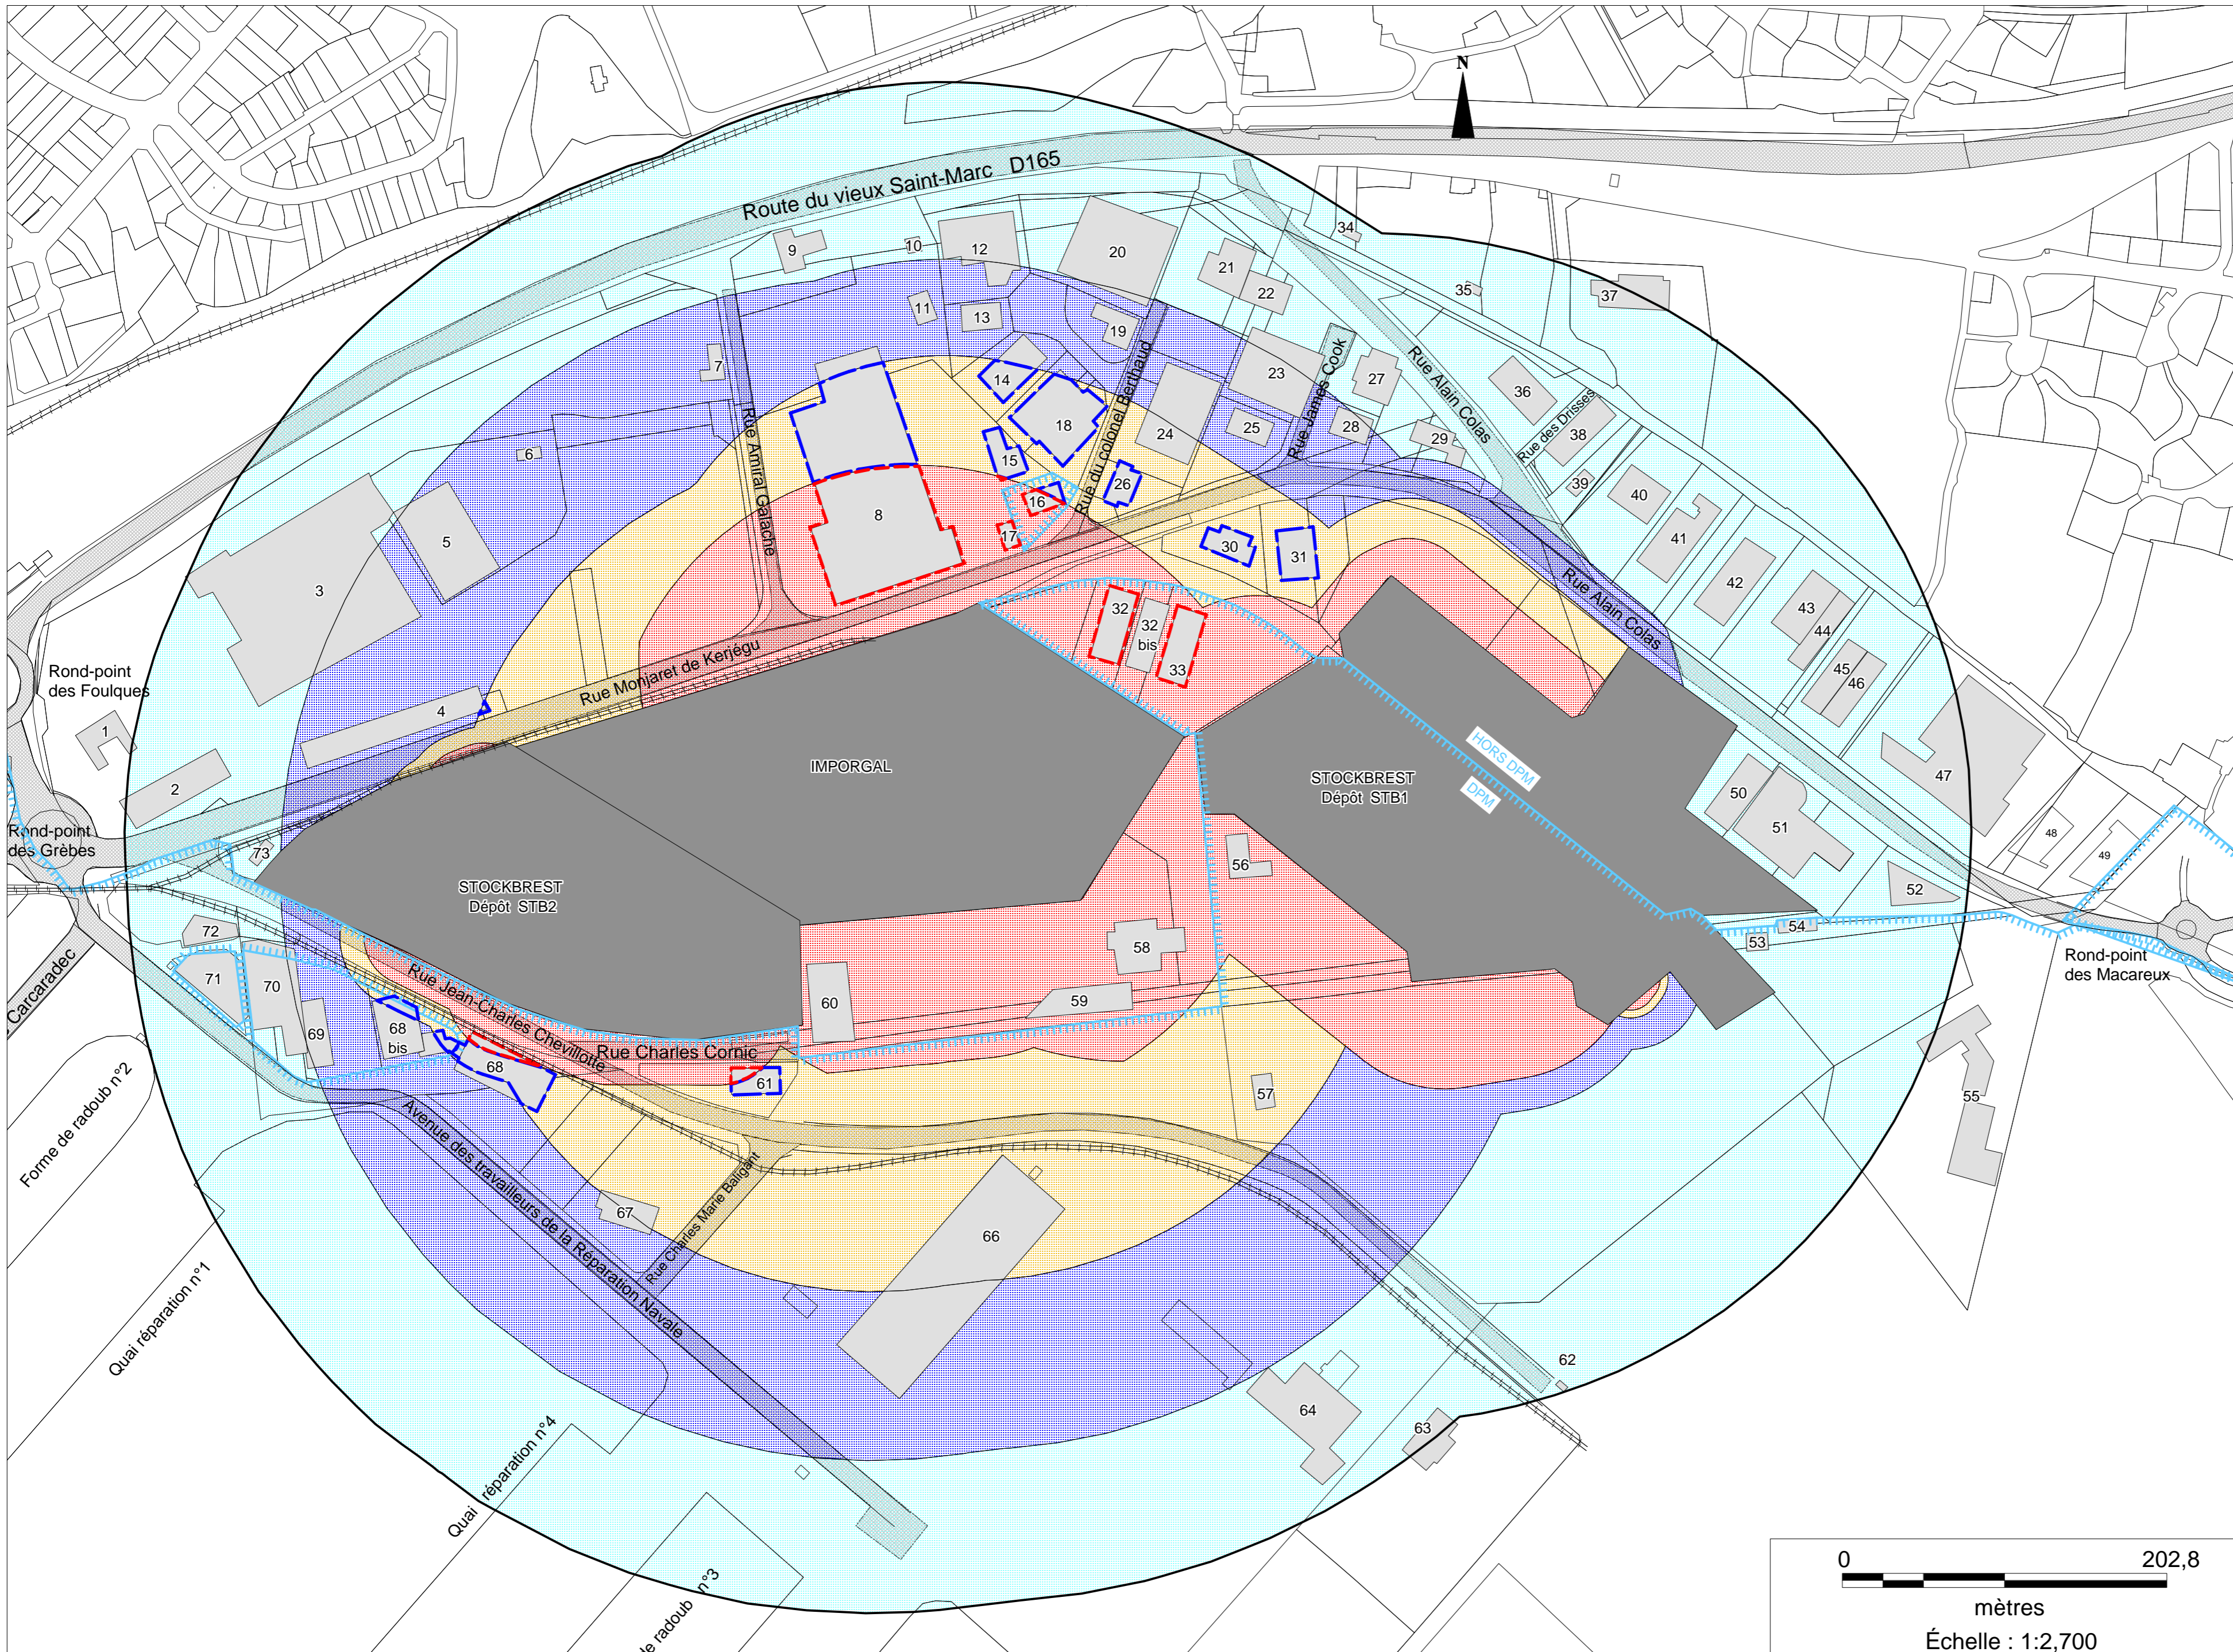 N
Route du vieux Saint-Marc D165
34
9
10
12
20
21
22
35
37
11
13
19
7
Rue Amiral Galache
Rue du colonel Berthaud
Rue James Cook
Rue Alain Colas
23
27
36
Rue des Drisses
14
18
24
25
28
29
38
6
15
26
39
40
5
8
16
17
30
31
41
3
Rue Alain Colas
42
32
32
bis
33
43
44
Rond-point
des Foulques
Rue Monjaret de Kerjégu
4
45
46
1
2
IMPORGAL
HORS DPM
DPM
STOCKBREST
Dépôt STB1
47
50
51
48
49
Rond-point
des Grèbes
73
56
STOCKBREST
Dépôt STB2
52
72
58
54
53
Rond-point
des Macareux
Carcaradec
71
70
Rue Jean-Charles Chevillotte
60
59
69
68
bis
Rue Charles Cornic
68
61
57
55
Forme de radoub n°2
Avenue des travailleurs de la Réparation Navale
Rue Charles Marie Baligant
67
66
Quai réparation n°1
62
64
63
Quai réparation n°4
de radoub n°3
0 202,8
mètres
Échelle : 1:2,700